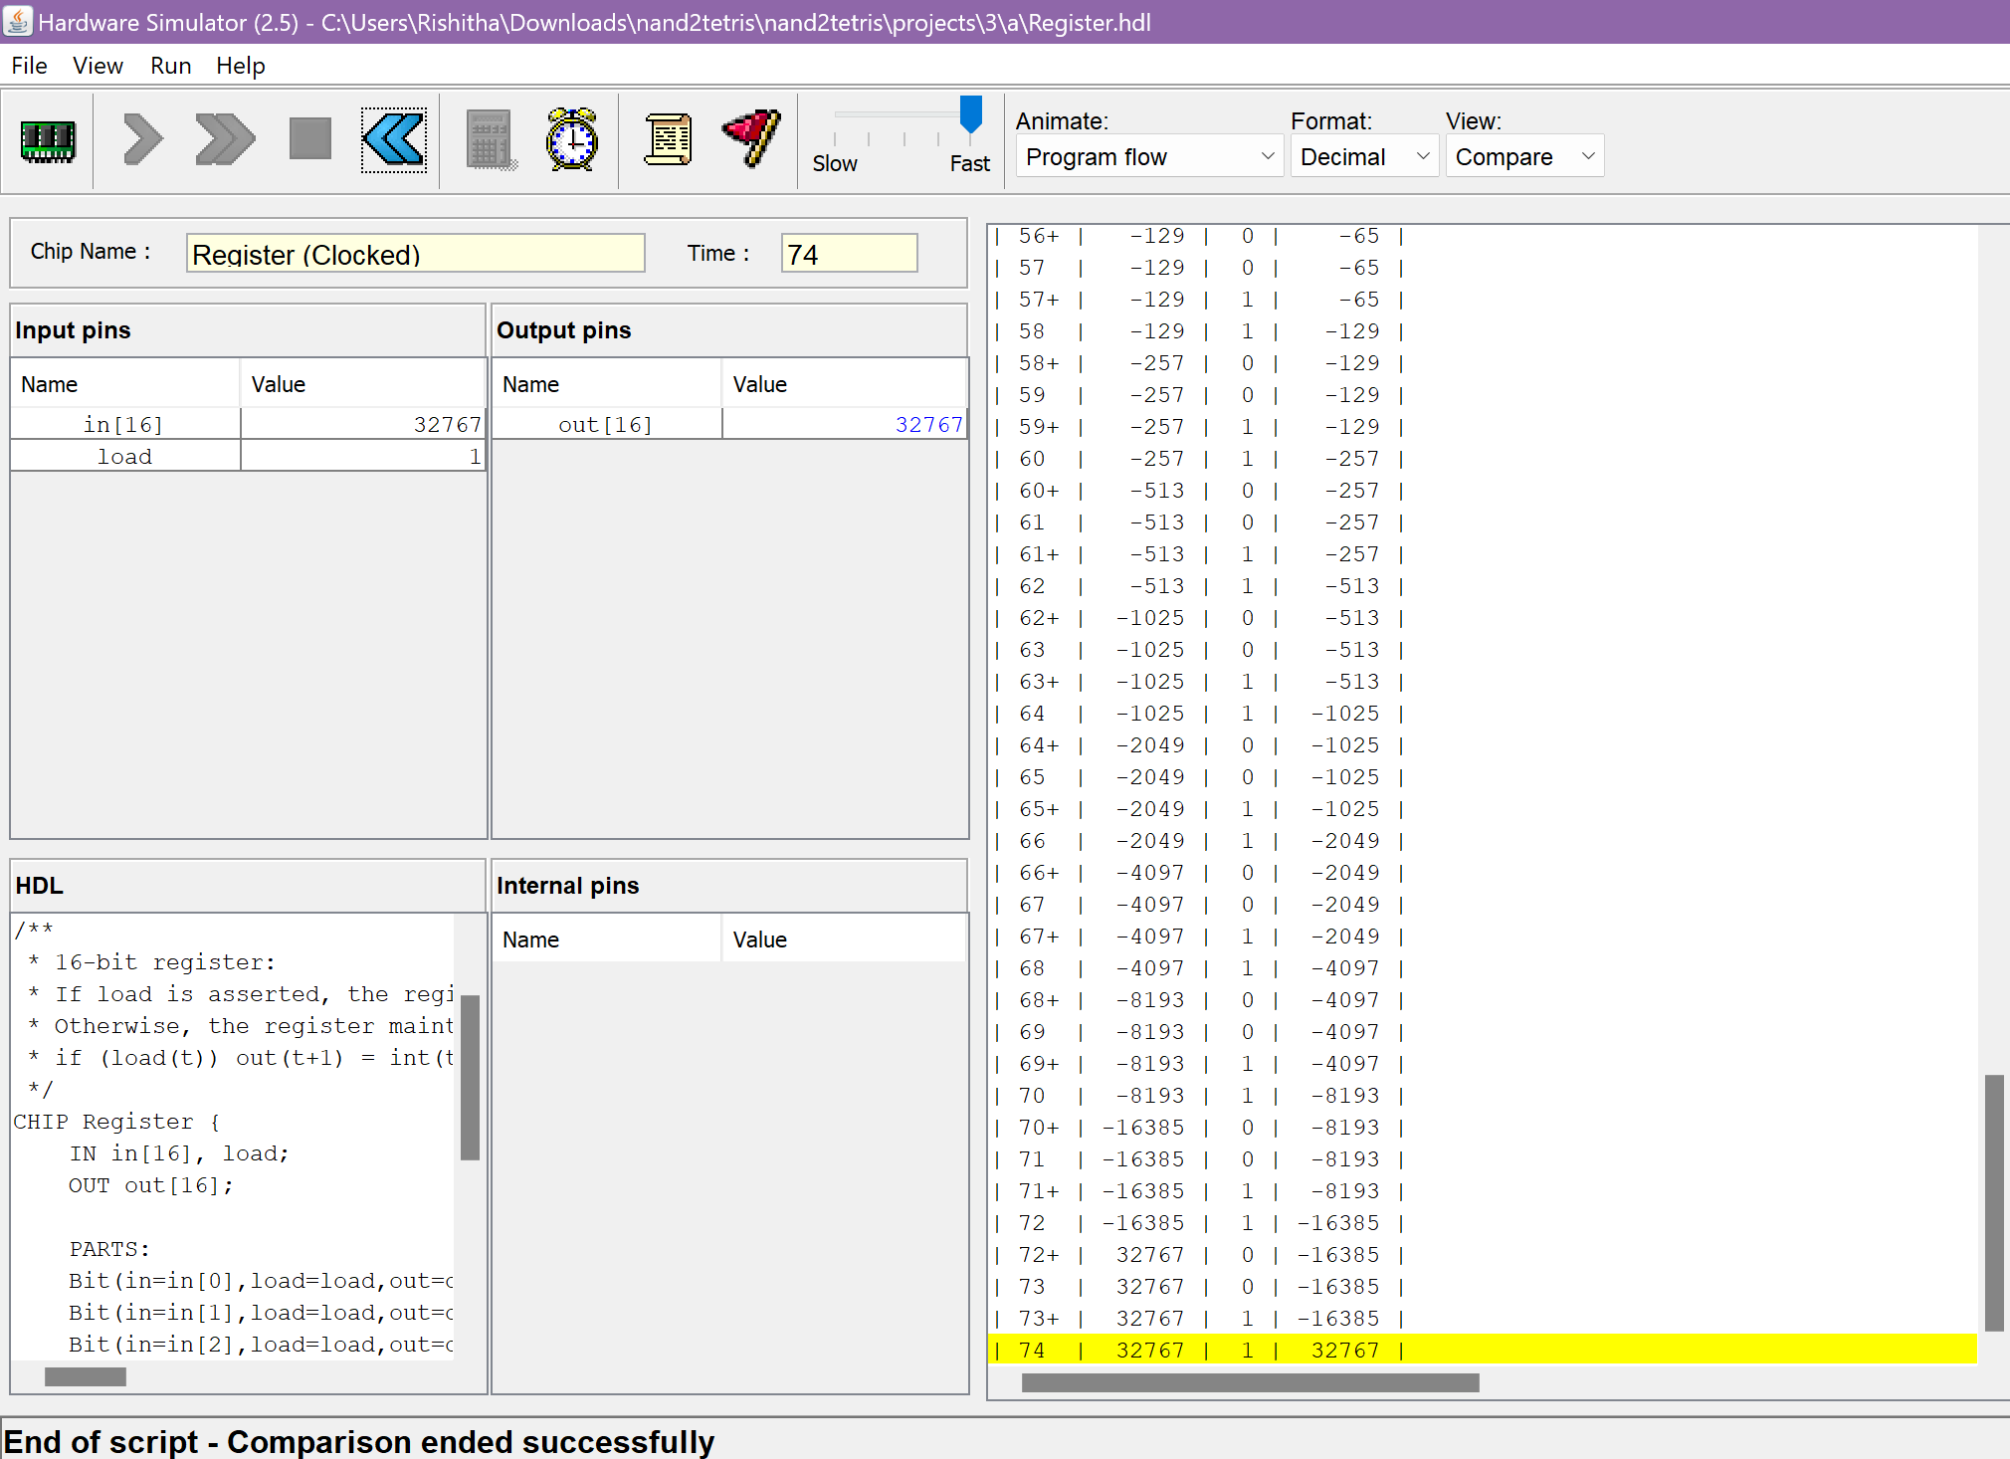 Hardware Simulator (2.5) - C:\Users\Rishitha\Downloads\nand2tetris\nand2tetris\projects\3\a\Register.hdl
File View Run Help
Slow Fast
Animate: Format: View:
Program flow Decimal Compare
Chip Name : Register (Clocked) Time : 74
Input pins
Name Value
in[16] 32767
load 1
Output pins
Name Value
out[16] 32767
HDL
/**
* 16-bit register:
* If load is asserted, the regi
* Otherwise, the register maint
* if (load(t)) out(t+1) = int(t
*/
CHIP Register {
IN in[16], load;
OUT out[16];
PARTS:
Bit(in=in[0],load=load,out=o
Bit(in=in[1],load=load,out=o
Bit(in=in[2],load=load,out=o
Internal pins
Name Value
| 56+ | -129 | 0 | -65 |
| 57 | -129 | 0 | -65 |
| 57+ | -129 | 1 | -65 |
| 58 | -129 | 1 | -129 |
| 58+ | -257 | 0 | -129 |
| 59 | -257 | 0 | -129 |
| 59+ | -257 | 1 | -129 |
| 60 | -257 | 1 | -257 |
| 60+ | -513 | 0 | -257 |
| 61 | -513 | 0 | -257 |
| 61+ | -513 | 1 | -257 |
| 62 | -513 | 1 | -513 |
| 62+ | -1025 | 0 | -513 |
| 63 | -1025 | 0 | -513 |
| 63+ | -1025 | 1 | -513 |
| 64 | -1025 | 1 | -1025 |
| 64+ | -2049 | 0 | -1025 |
| 65 | -2049 | 0 | -1025 |
| 65+ | -2049 | 1 | -1025 |
| 66 | -2049 | 1 | -2049 |
| 66+ | -4097 | 0 | -2049 |
| 67 | -4097 | 0 | -2049 |
| 67+ | -4097 | 1 | -2049 |
| 68 | -4097 | 1 | -4097 |
| 68+ | -8193 | 0 | -4097 |
| 69 | -8193 | 0 | -4097 |
| 69+ | -8193 | 1 | -4097 |
| 70 | -8193 | 1 | -8193 |
| 70+ | -16385 | 0 | -8193 |
| 71 | -16385 | 0 | -8193 |
| 71+ | -16385 | 1 | -8193 |
| 72 | -16385 | 1 | -16385 |
| 72+ | 32767 | 0 | -16385 |
| 73 | 32767 | 0 | -16385 |
| 73+ | 32767 | 1 | -16385 |
| 74 | 32767 | 1 | 32767 |
End of script - Comparison ended successfully